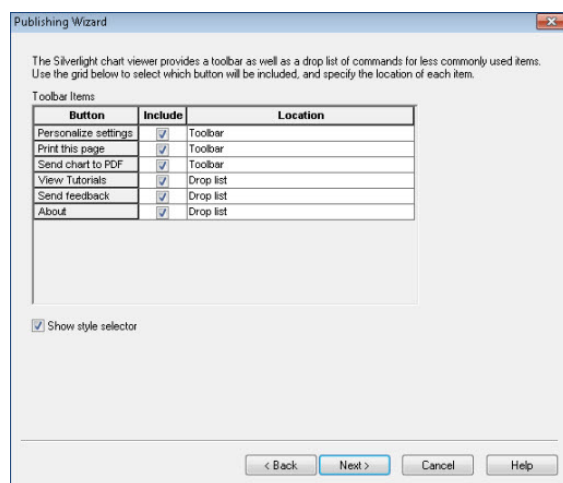 Publishing Wizard
The Silverlight chart viewer provides a toolbar as well as a drop list of commands for less commonly used items.
Use the grid below to select which button will be included, and specify the location of each item.
Toolbar Items
Button Include Location
Personalize settings Toolbar
Print this page Toolbar
Send chart to PDF Toolbar
View Tutorials Drop list
Send feedback Drop list
About Drop list
Show style selector
< Back Next > Cancel Help